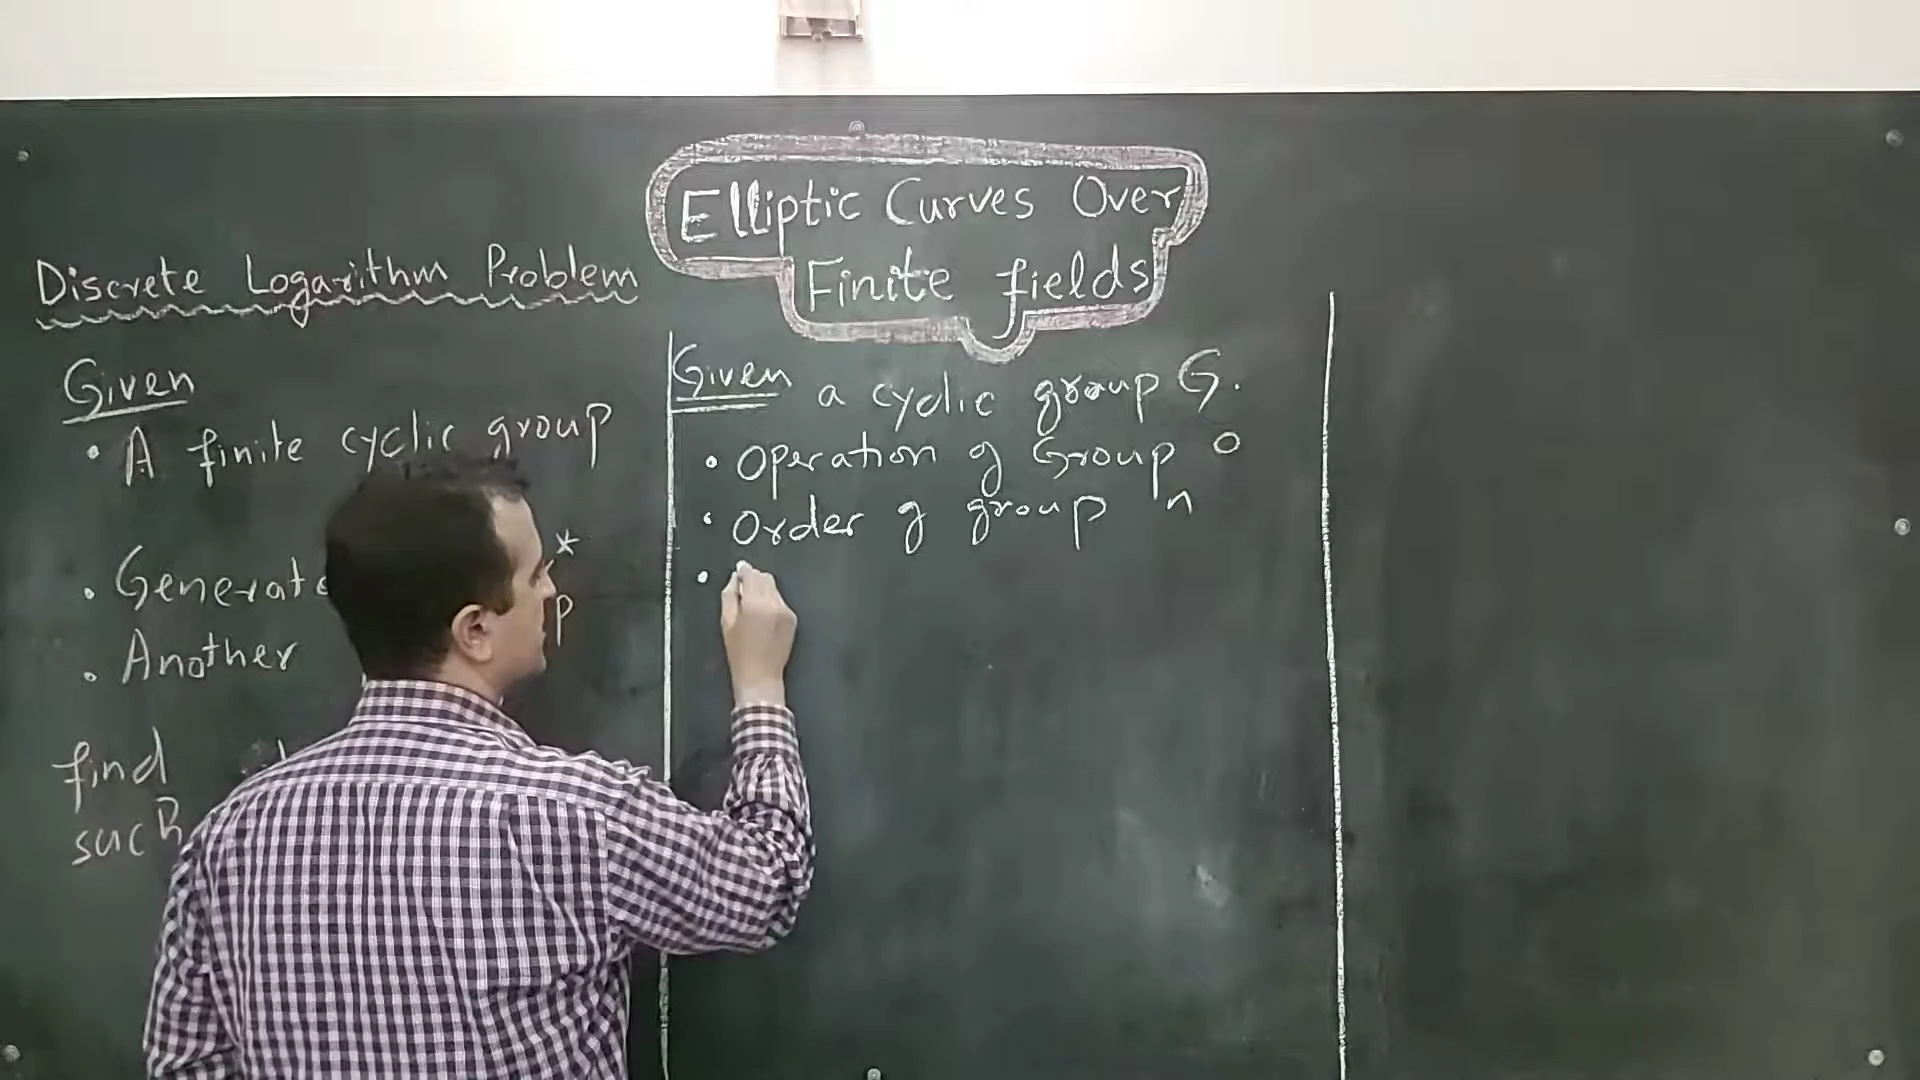 Elliptic Curves Over
Finite fields
Discrete Logarithm Problem
Given
• A finite cyclic group
*
p
• Another
find
such
Given a cyclic group G.
• Operation of Group o
• Order of group n
•